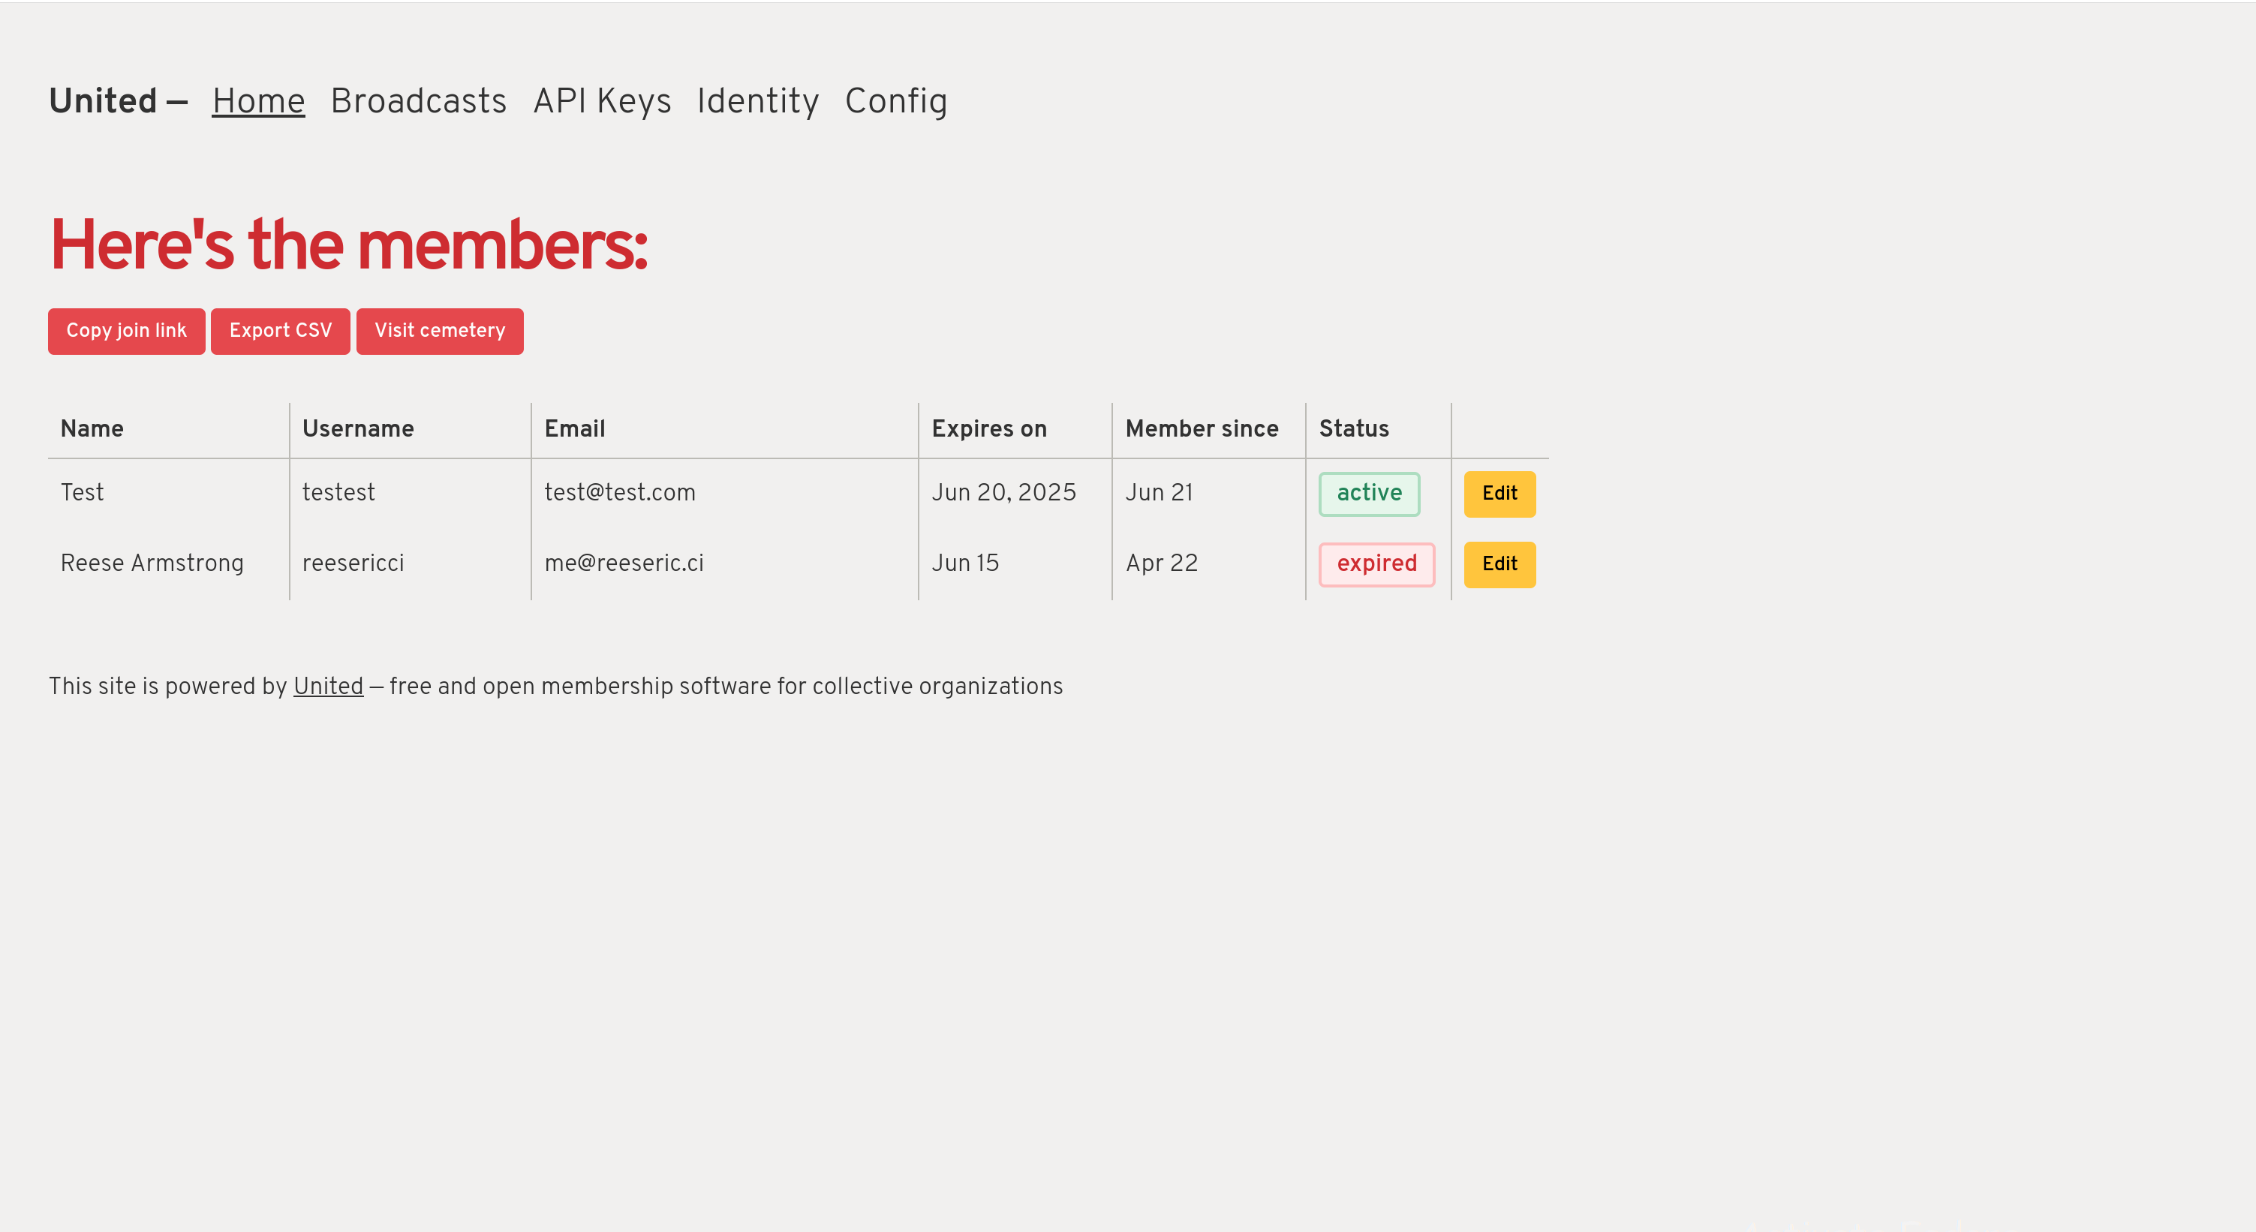 United — Home Broadcasts API Keys Identity Config
Here's the members:
Copy join link Export CSV Visit cemetery
Name Username Email Expires on Member since Status
Test testest test@test.com Jun 20, 2025 Jun 21 active Edit
Reese Armstrong reesericci me@reeseric.ci Jun 15 Apr 22 expired Edit
This site is powered by United — free and open membership software for collective organizations